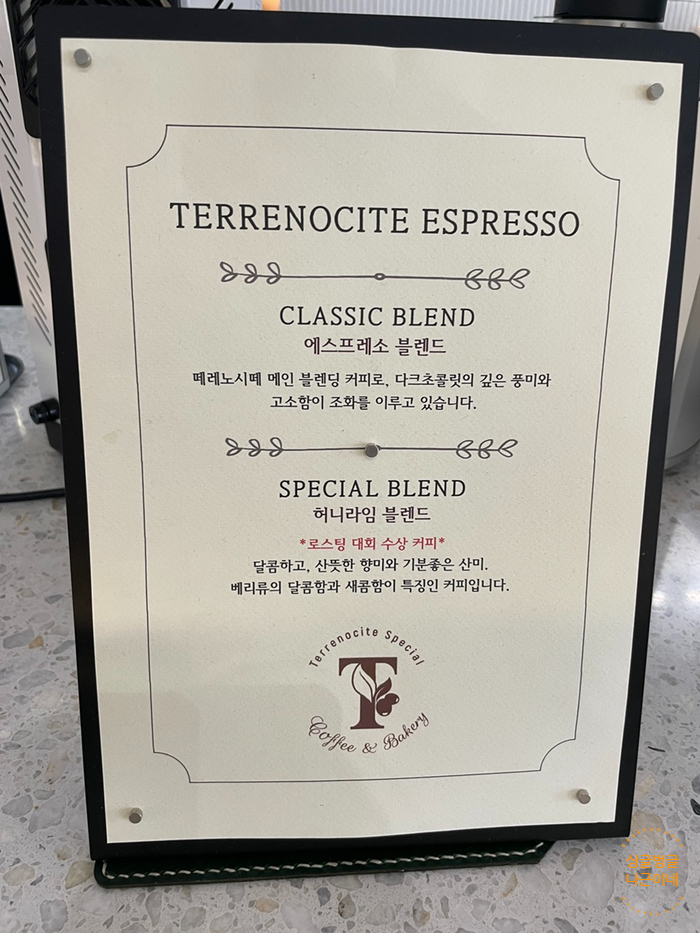 TERRENOCITE ESPRESSO
CLASSIC BLEND
에스프레소 블렌드
떼레노시떼 메인 블렌딩 커피로, 다크초콜릿의 깊은 풍미와
고소함이 조화를 이루고 있습니다.
SPECIAL BLEND
허니라임 블렌드
*로스팅 대회 수상 커피*
달콤하고, 산뜻한 향미와 기분좋은 산미.
베리류의 달콤함과 새콤함이 특징인 커피입니다.
Terrenocite Special
T
Coffee & Bakery